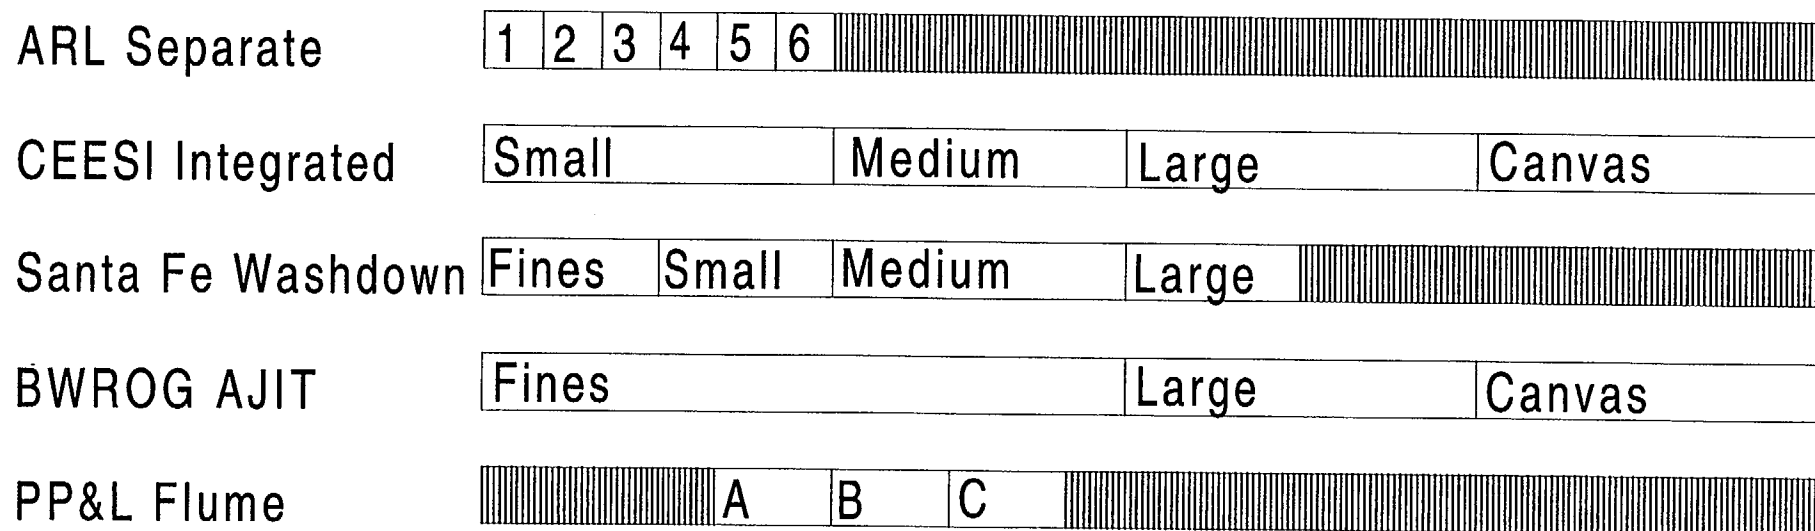 ARL Separate 1 2 3 4 5 6
CEESI Integrated Small Medium Large Canvas
Santa Fe Washdown Fines Small Medium Large
BWROG AJIT Fines Large Canvas
PP&L Flume A B C